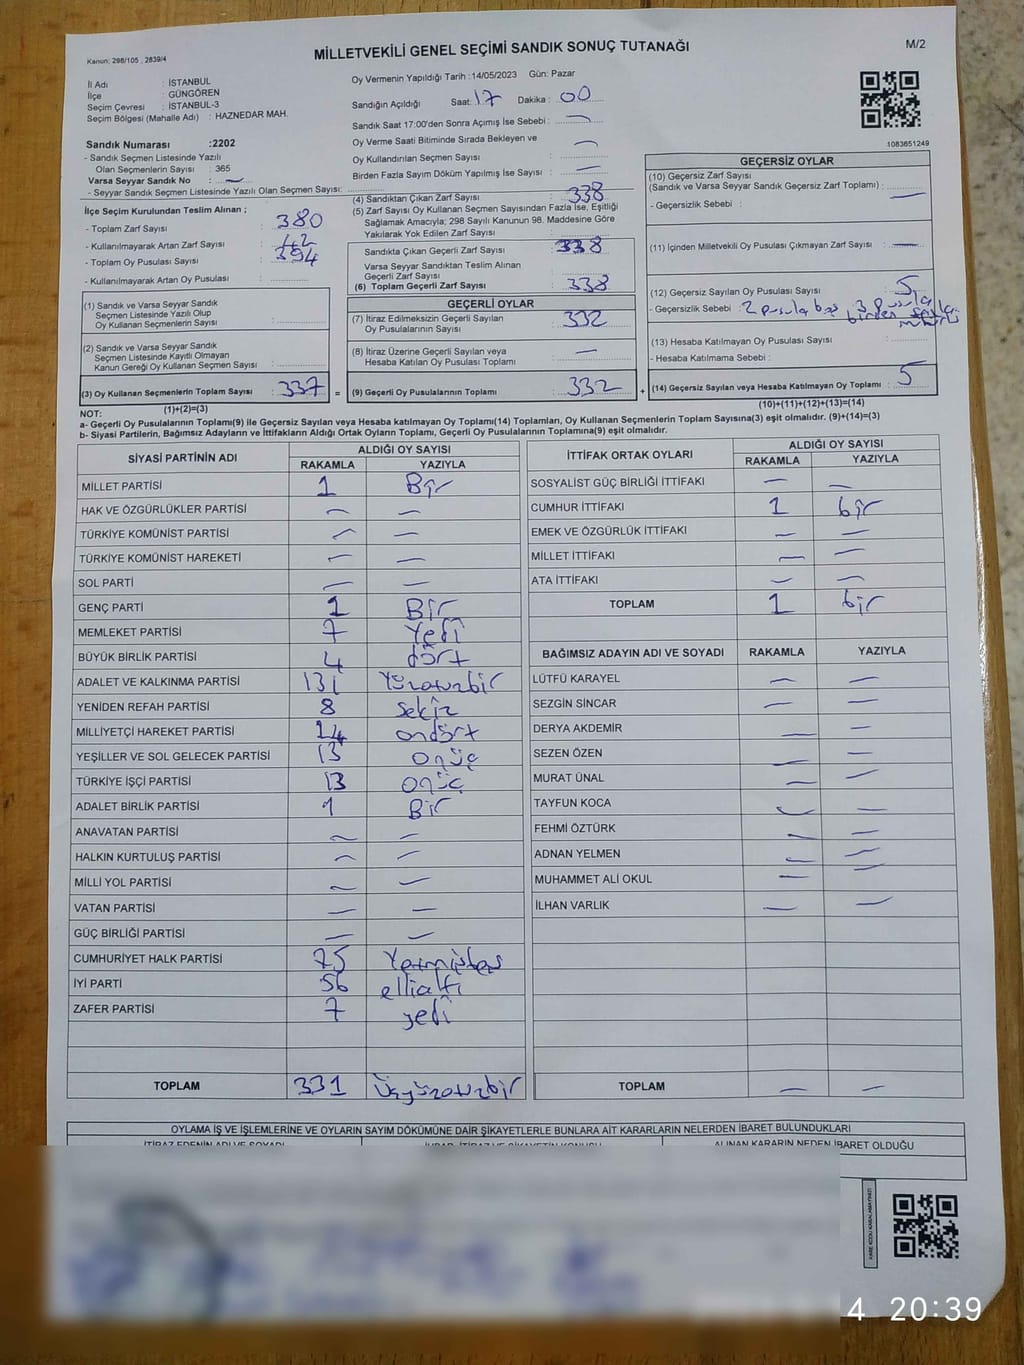 Kanun: 298/105 , 2839/4
MİLLETVEKİLİ GENEL SEÇİMİ SANDIK SONUÇ TUTANAĞI
M/2
İl Adı : İSTANBUL
İlçe : GÜNGÖREN
Seçim Çevresi : İSTANBUL-3
Seçim Bölgesi (Mahalle Adı) : HAZNEDAR MAH.
Oy Vermenin Yapıldığı Tarih :14/05/2023 Gün: Pazar
Sandığın Açıldığı Saat: 17 Dakika : 00
Sandık Saat 17:00'den Sonra Açımış İse Sebebi : —
Oy Verme Saati Bitiminde Sırada Bekleyen ve
Oy Kullandırılan Seçmen Sayısı : —
Birden Fazla Sayım Döküm Yapılmış İse Sayısı : —
1083651249
Sandık Numarası :2202
- Sandık Seçmen Listesinde Yazılı
Olan Seçmenlerin Sayısı : 365
Varsa Seyyar Sandık No : —
- Seyyar Sandık Seçmen Listesinde Yazılı Olan Seçmen Sayısı:
İlçe Seçim Kurulundan Teslim Alınan ;
- Toplam Zarf Sayısı : 380
- Kullanılmayarak Artan Zarf Sayısı : 42
- Toplam Oy Pusulası Sayısı : 394
- Kullanılmayarak Artan Oy Pusulası :
(1) Sandık ve Varsa Seyyar Sandık
Seçmen Listesinde Yazılı Olup
Oy Kullanan Seçmenlerin Sayısı :
(2) Sandık ve Varsa Seyyar Sandık
Seçmen Listesinde Kayıtlı Olmayan
Kanun Gereği Oy Kullanan Seçmen Sayısı :
(3) Oy Kullanan Seçmenlerin Toplam Sayısı : 337 =
(1)+(2)=(3)
(4) Sandıktan Çıkan Zarf Sayısı : 338
(5) Zarf Sayısı Oy Kullanan Seçmen Sayısından Fazla İse, Eşitliği
Sağlamak Amacıyla; 298 Sayılı Kanunun 98. Maddesine Göre
Yakılarak Yok Edilen Zarf Sayısı :
Sandıkta Çıkan Geçerli Zarf Sayısı : 338
Varsa Seyyar Sandıktan Teslim Alınan
Geçerli Zarf Sayısı :
(6) Toplam Geçerli Zarf Sayısı : 338
GEÇERLİ OYLAR
(7) İtiraz Edilmeksizin Geçerli Sayılan
Oy Pusulalarının Sayısı : 332
(8) İtiraz Üzerine Geçerli Sayılan veya
Hesaba Katılan Oy Pusulası Toplamı : —
(9) Geçerli Oy Pusulalarının Toplamı : 332 +
GEÇERSİZ OYLAR
(10) Geçersiz Zarf Sayısı
(Sandık ve Varsa Seyyar Sandık Geçersiz Zarf Toplamı) :
- Geçersizlik Sebebi : —
(11) İçinden Milletvekili Oy Pusulası Çıkmayan Zarf Sayısı : —
(12) Geçersiz Sayılan Oy Pusulası Sayısı : 5
- Geçersizlik Sebebi : 2 pusula boş 3 pusula
birden fazla
(13) Hesaba Katılmayan Oy Pusulası Sayısı :
- Hesaba Katılmama Sebebi :
(14) Geçersiz Sayılan veya Hesaba Katılmayan Oy Toplamı : 5
(10)+(11)+(12)+(13)=(14)
NOT:
a- Geçerli Oy Pusulaları Toplamı(9) ile Geçersiz Sayılan veya Hesaba katılmayan Oy Toplamı(14) Toplamları, Oy Kullanan Seçmenlerin Toplam Sayısına(3) eşit olmalıdır. (9)+(14)=(3)
b- Siyasi Partilerin, Bağımsız Adayların ve İttifakların Aldığı Ortak Oyların Toplamı, Geçerli Oy Pusulalarının Toplamına(9) eşit olmalıdır.
SİYASİ PARTİNİN ADI ALDIĞI OY SAYISI
RAKAMLA YAZIYLA
MİLLET PARTİSİ 1 Bir
HAK VE ÖZGÜRLÜKLER PARTİSİ — —
TÜRKİYE KOMÜNİST PARTİSİ — —
TÜRKİYE KOMÜNİST HAREKETİ — —
SOL PARTİ — —
GENÇ PARTİ 1 Bir
MEMLEKET PARTİSİ 7 Yedi
BÜYÜK BİRLİK PARTİSİ 4 dört
ADALET VE KALKINMA PARTİSİ 131 Yüzotuzbir
YENİDEN REFAH PARTİSİ 8 Sekiz
MİLLİYETÇİ HAREKET PARTİSİ 14 ondört
YEŞİLLER VE SOL GELECEK PARTİSİ 13 onüç
TÜRKİYE İŞÇİ PARTİSİ 13 onüç
ADALET BİRLİK PARTİSİ 1 Bir
ANAVATAN PARTİSİ — —
HALKIN KURTULUŞ PARTİSİ — —
MİLLİ YOL PARTİSİ — —
VATAN PARTİSİ — —
GÜÇ BİRLİĞİ PARTİSİ — —
CUMHURİYET HALK PARTİSİ 75 Yetmişbeş
İYİ PARTİ 56 ellialtı
ZAFER PARTİSİ 7 yedi
TOPLAM 331 Üçyüzotuzbir
İTTİFAK ORTAK OYLARI ALDIĞI OY SAYISI
RAKAMLA YAZIYLA
SOSYALİST GÜÇ BİRLİĞİ İTTİFAKI — —
CUMHUR İTTİFAKI 1 bir
EMEK VE ÖZGÜRLÜK İTTİFAKI — —
MİLLET İTTİFAKI — —
ATA İTTİFAKI — —
TOPLAM 1 bir
BAĞIMSIZ ADAYIN ADI VE SOYADI RAKAMLA YAZIYLA
LÜTFÜ KARAYEL — —
SEZGİN SİNCAR — —
DERYA AKDEMİR — —
SEZEN ÖZEN — —
MURAT ÜNAL — —
TAYFUN KOCA — —
FEHMİ ÖZTÜRK — —
ADNAN YELMEN — —
MUHAMMET ALİ OKUL — —
İLHAN VARLIK — —
TOPLAM — —
OYLAMA İŞ VE İŞLEMLERİNE VE OYLARIN SAYIM DÖKÜMÜNE DAİR ŞİKAYETLERLE BUNLARA AİT KARARLARIN NELERDEN İBARET BULUNDUKLARI
İTİRAZ EDENİN ADI VE SOYADI
ALINAN KARARIN NEDEN İBARET OLDUĞU
4 20:39